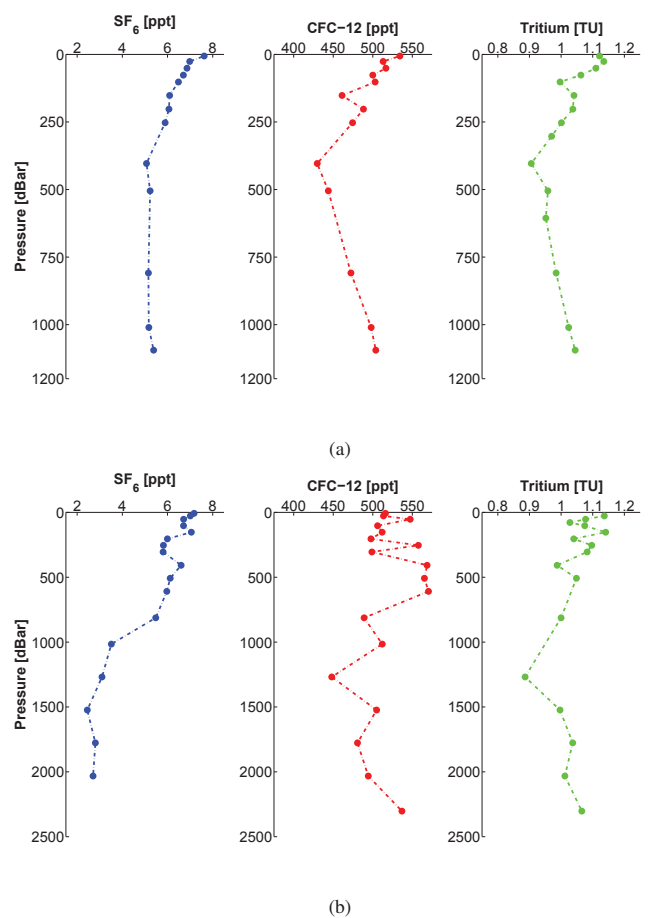 SF6 [ppt] CFC−12 [ppt] Tritium [TU]
2 4 6 8 400 450 500 550 0.8 0.9 1 1.1 1.2
0 0 0
250 250 250
500 500 500
Pressure [dBar]
750 750 750
1000 1000 1000
1200 1200 1200
(a)
SF6 [ppt] CFC−12 [ppt] Tritium [TU]
2 4 6 8 400 450 500 550 0.8 0.9 1 1.1 1.2
0 0 0
500 500 500
1000 1000 1000
Pressure [dBar]
1500 1500 1500
2000 2000 2000
2500 2500 2500
(b)